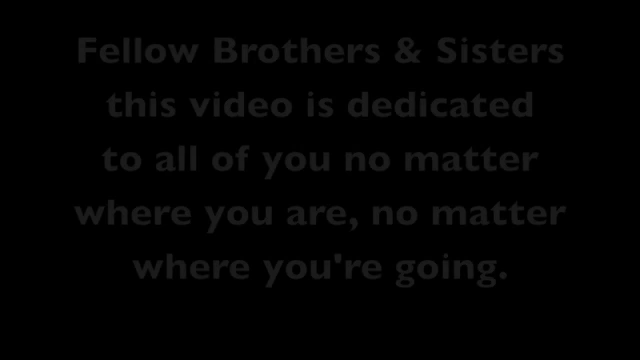 Fellow Brothers & Sisters
this video is dedicated
to all of you no matter
where you are, no matter
where you're going.